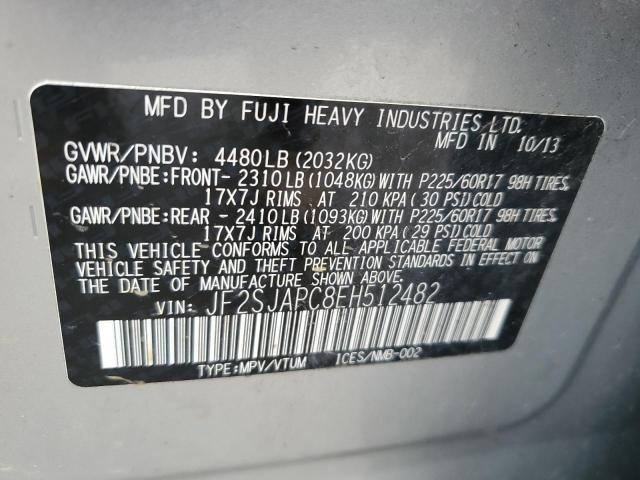 MFD BY FUJI HEAVY INDUSTRIES LTD.
MFD IN 10/13
GVWR/PNBV: 4480LB (2032KG)
GAWR/PNBE:FRONT- 2310LB (1048KG) WITH P225/60R17 98H TIRES,
17X7J RIMS AT 210 KPA ( 30 PSI) COLD
GAWR/PNBE:REAR - 2410LB (1093KG) WITH P225/60R17 98H TIRES,
17X7J RIMS AT 200 KPA ( 29 PSI) COLD
THIS VEHICLE CONFORMS TO ALL APPLICABLE FEDERAL MOTOR
VEHICLE SAFETY AND THEFT PREVENTION STANDARDS IN EFFECT ON
THE DATE OF MANUFACTURE SHOWN ABOVE.
VIN: JF2SJAPC8EH512482
TYPE:MPV/VTUM ICES/NMB-002